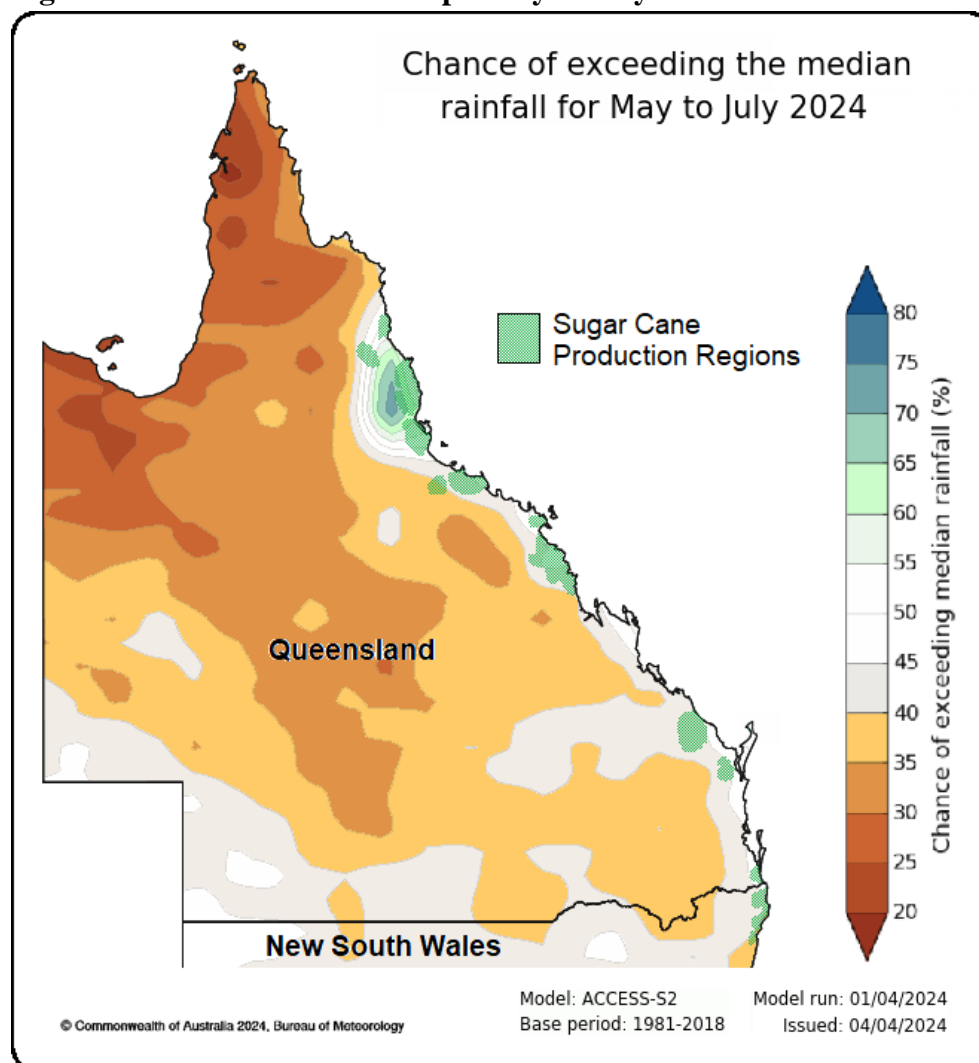 Chance of exceeding the median
rainfall for May to July 2024
Sugar Cane
Production Regions
80
75
70
65
60
55
50
45
40
35
30
25
20
Chance of exceeding median rainfall (%)
Queensland
New South Wales
Model: ACCESS-S2
Base period: 1981-2018
Model run: 01/04/2024
Issued: 04/04/2024
© Commonwealth of Australia 2024, Bureau of Meteorology